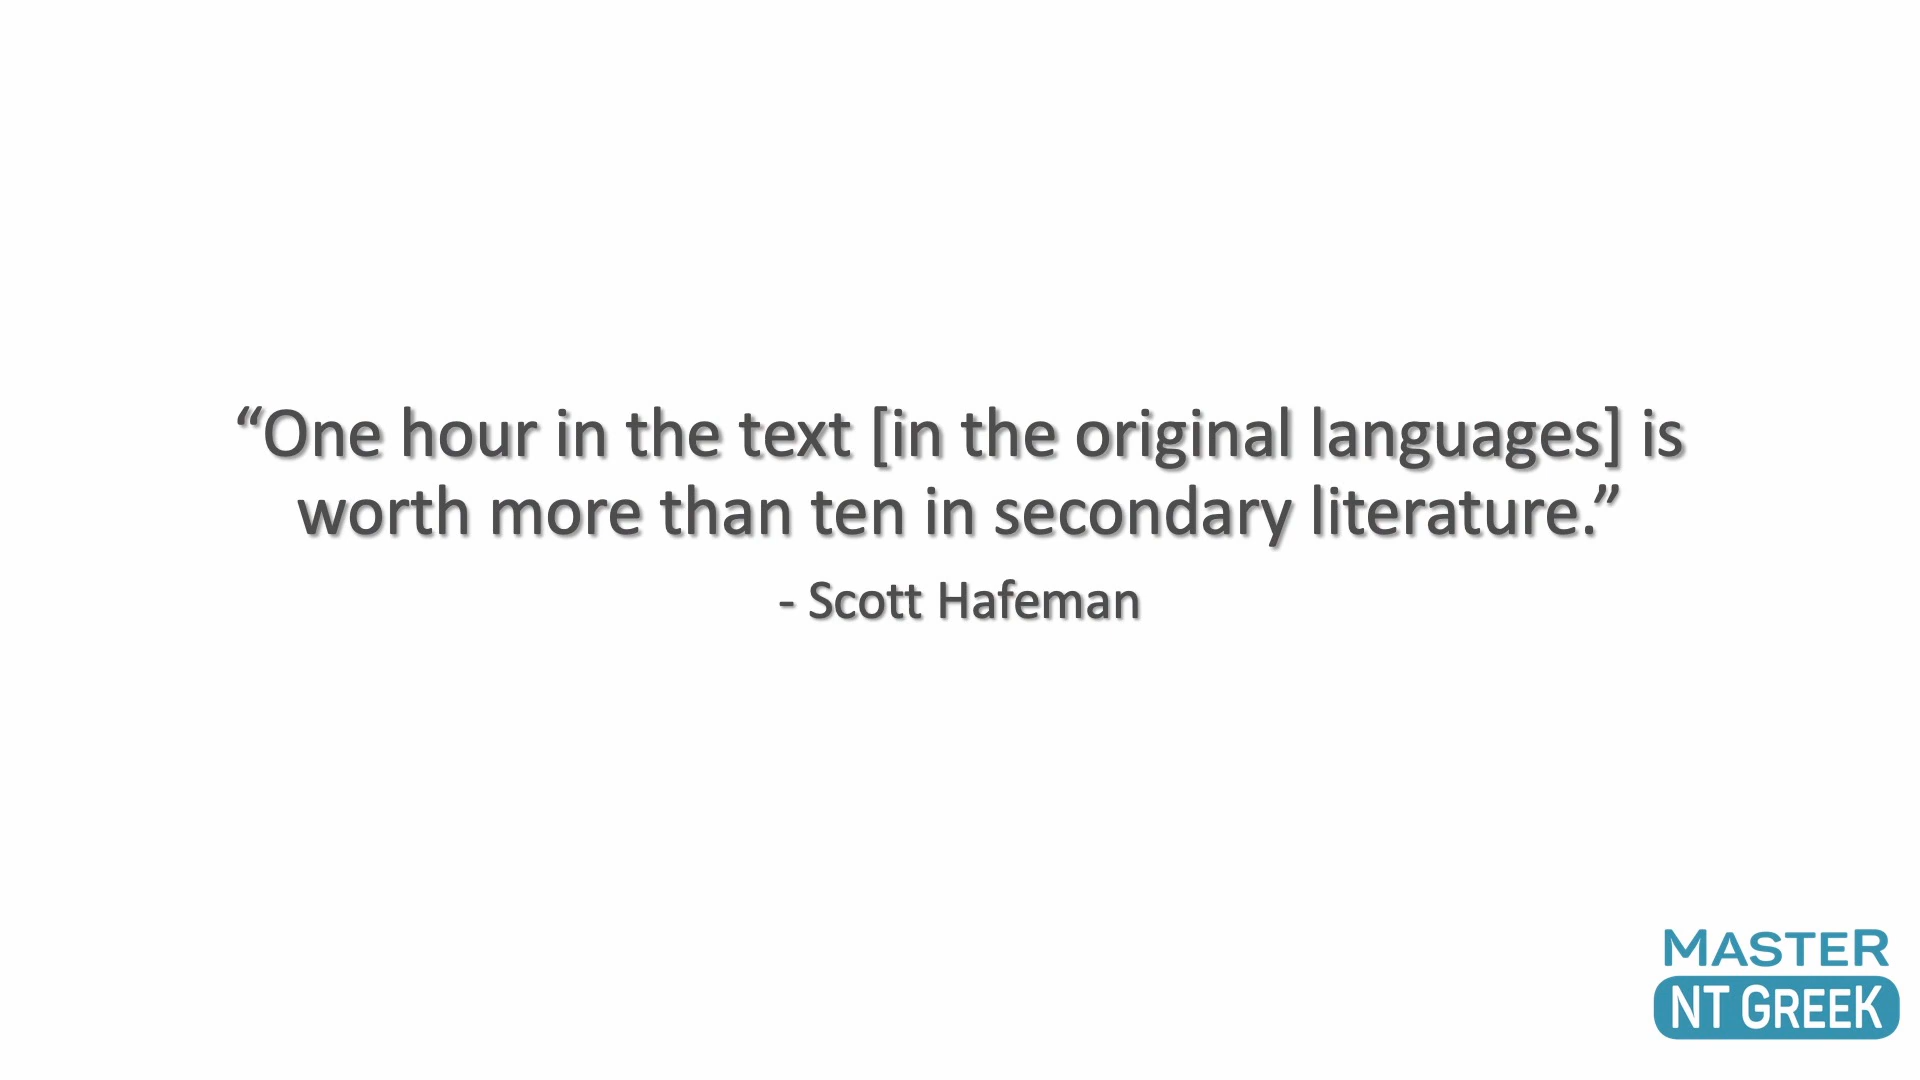 “One hour in the text [in the original languages] is
worth more than ten in secondary literature.”
- Scott Hafeman
MASTER
NT GREEK